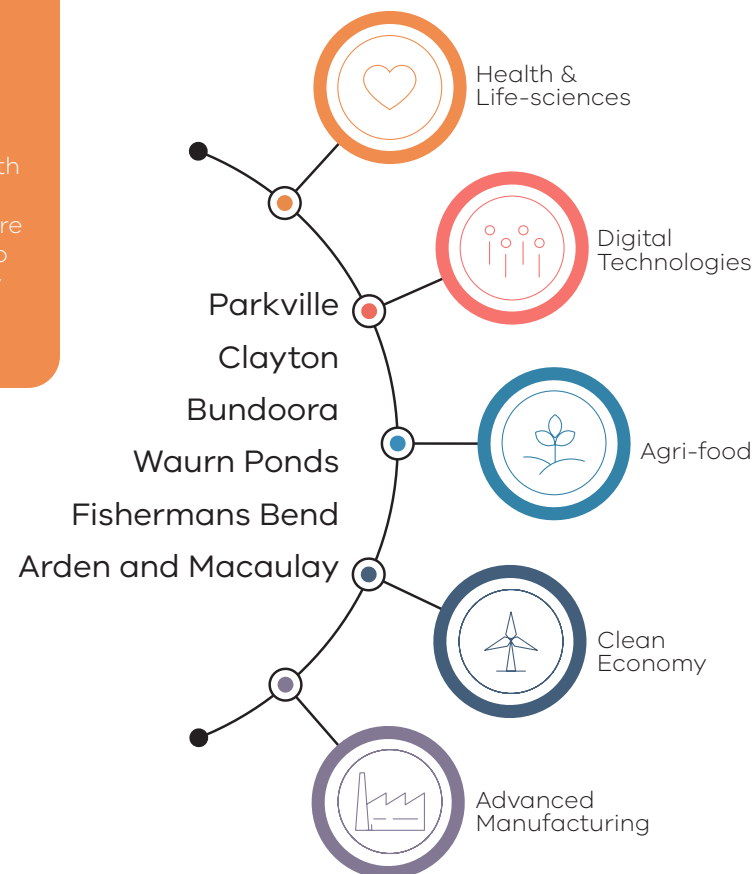 Health &
Life-sciences
Digital
Technologies
Parkville
Clayton
Bundoora
Waurn Ponds
Fishermans Bend
Arden and Macaulay
Agri-food
Clean
Economy
Advanced
Manufacturing